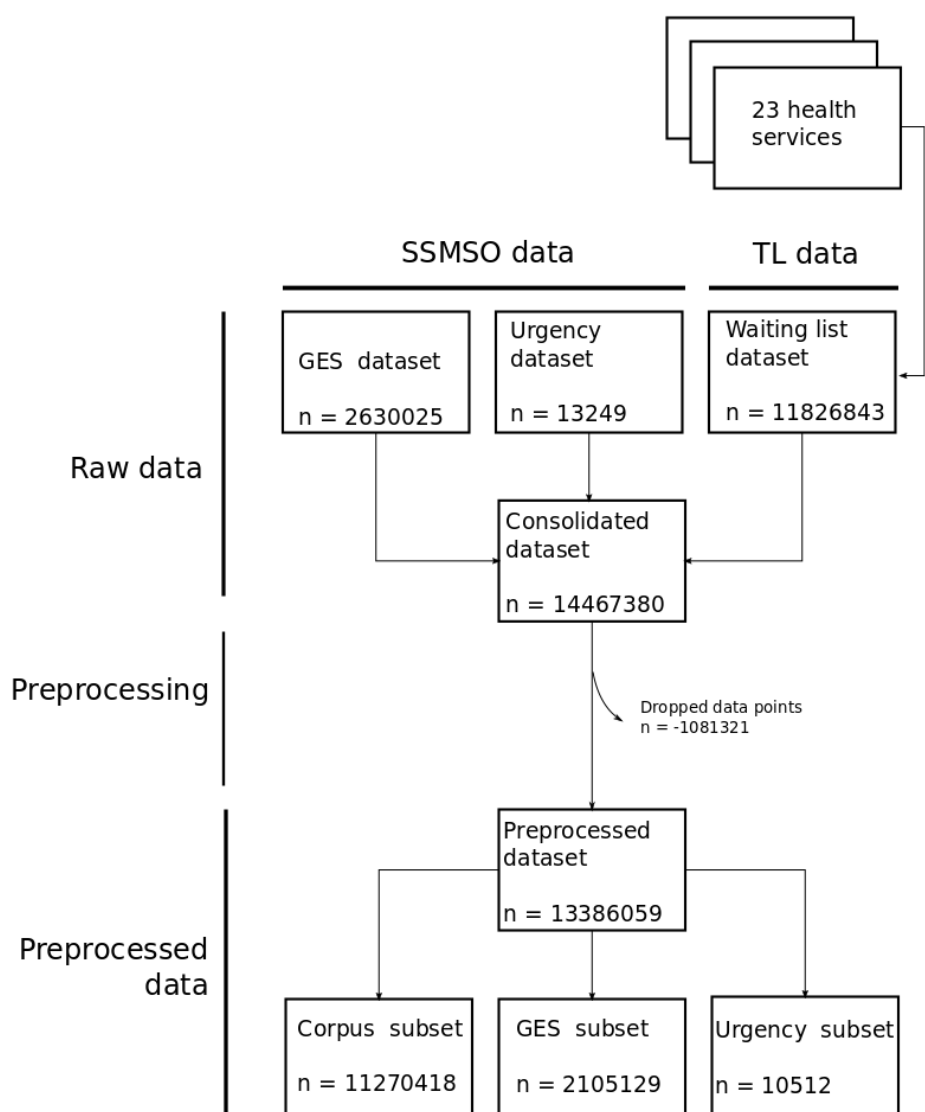 23 health
services
SSMSO data
TL data
Raw data
GES dataset
n = 2630025
Urgency
dataset
n = 13249
Waiting list
dataset
n = 11826843
Consolidated
dataset
n = 14467380
Preprocessing
Dropped data points
n = -1081321
Preprocessed
data
Preprocessed
dataset
n = 13386059
Corpus subset
n = 11270418
GES subset
n = 2105129
Urgency subset
n = 10512